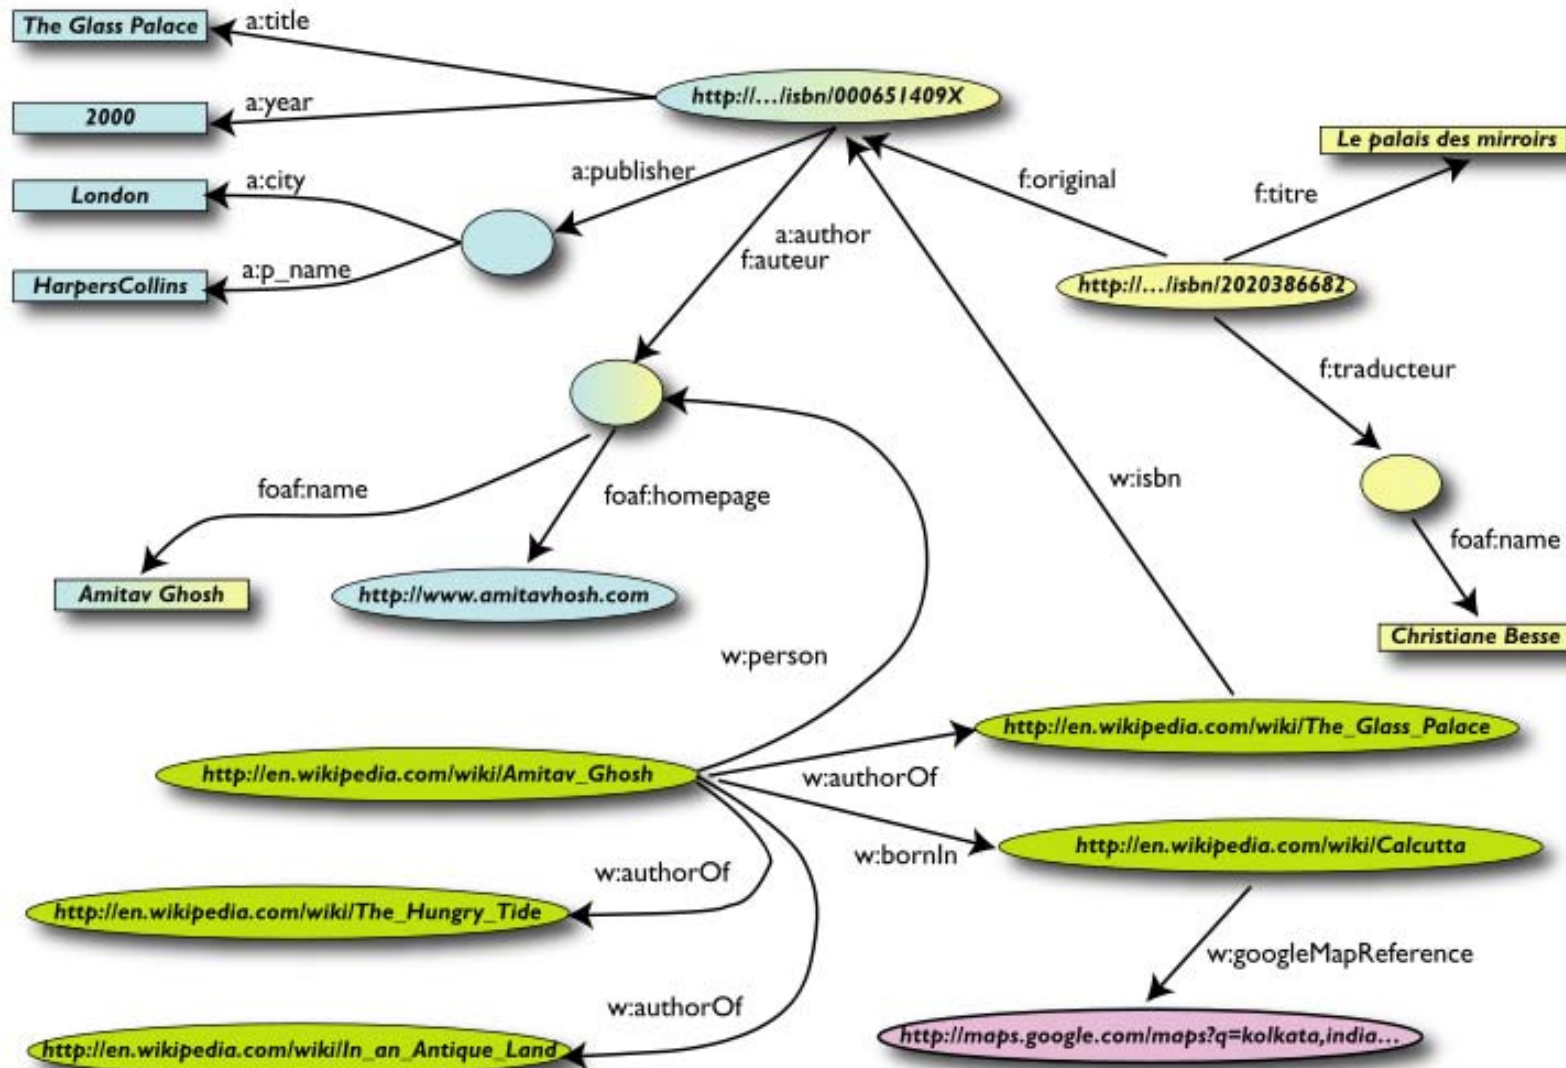 The Glass Palace
a:title
http://…/isbn/000651409X
2000
a:year
Le palais des mirroirs
London
a:city
a:publisher
f:original
f:titre
a:author
f:auteur
HarpersCollins
a:p_name
http://…/isbn/2020386682
f:traducteur
foaf:name
foaf:homepage
w:isbn
foaf:name
Amitav Ghosh
http://www.amitavhosh.com
Christiane Besse
w:person
http://en.wikipedia.com/wiki/The_Glass_Palace
http://en.wikipedia.com/wiki/Amitav_Ghosh
w:authorOf
w:bornIn
http://en.wikipedia.com/wiki/Calcutta
w:authorOf
http://en.wikipedia.com/wiki/The_Hungry_Tide
w:googleMapReference
w:authorOf
http://en.wikipedia.com/wiki/In_an_Antique_Land
http://maps.google.com/maps?q=kolkata,india…